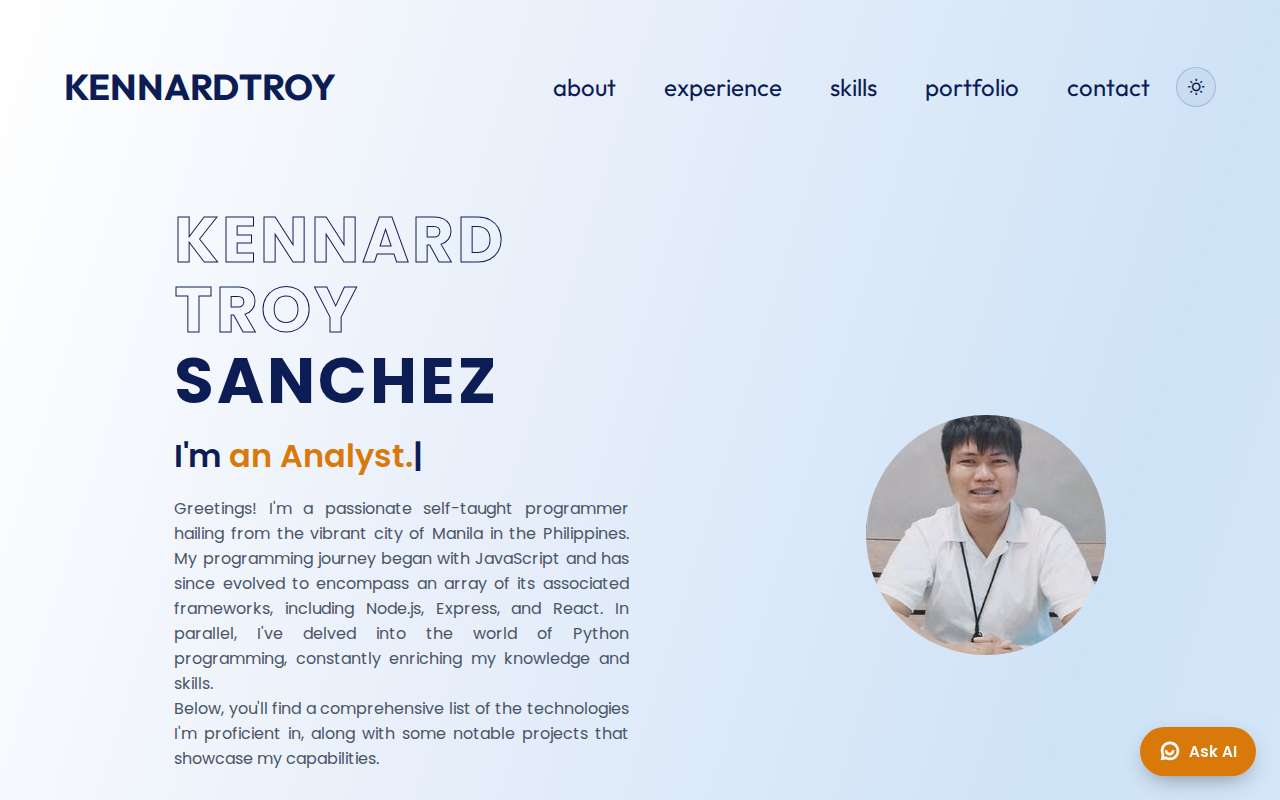 KENNARDTROY
about experience skills portfolio contact
KENNARD
TROY
SANCHEZ
I'm an Analyst.|
Greetings! I'm a passionate self-taught programmer
hailing from the vibrant city of Manila in the Philippines.
My programming journey began with JavaScript and has
since evolved to encompass an array of its associated
frameworks, including Node.js, Express, and React. In
parallel, I've delved into the world of Python
programming, constantly enriching my knowledge and
skills.
Below, you'll find a comprehensive list of the technologies
I'm proficient in, along with some notable projects that
showcase my capabilities.
Ask AI